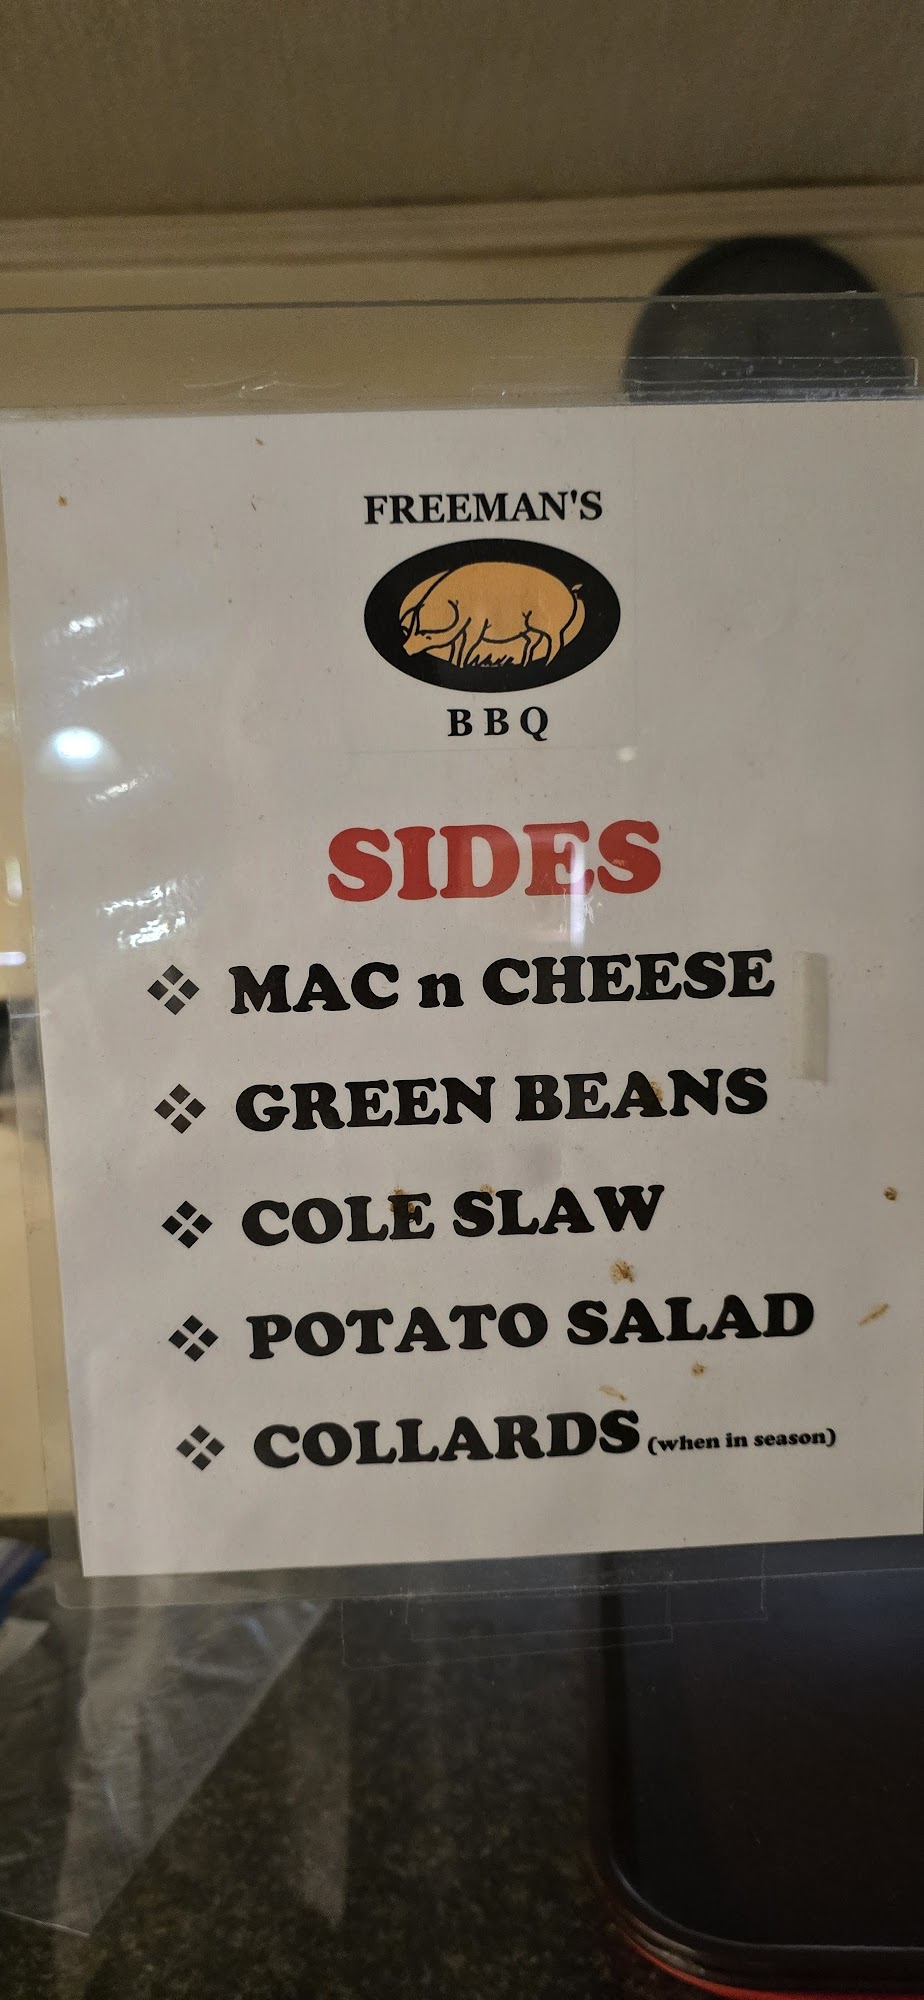 FREEMAN'S
BBQ
SIDES
❖ MAC n CHEESE
❖ GREEN BEANS
❖ COLE SLAW
❖ POTATO SALAD
❖ COLLARDS (when in season)